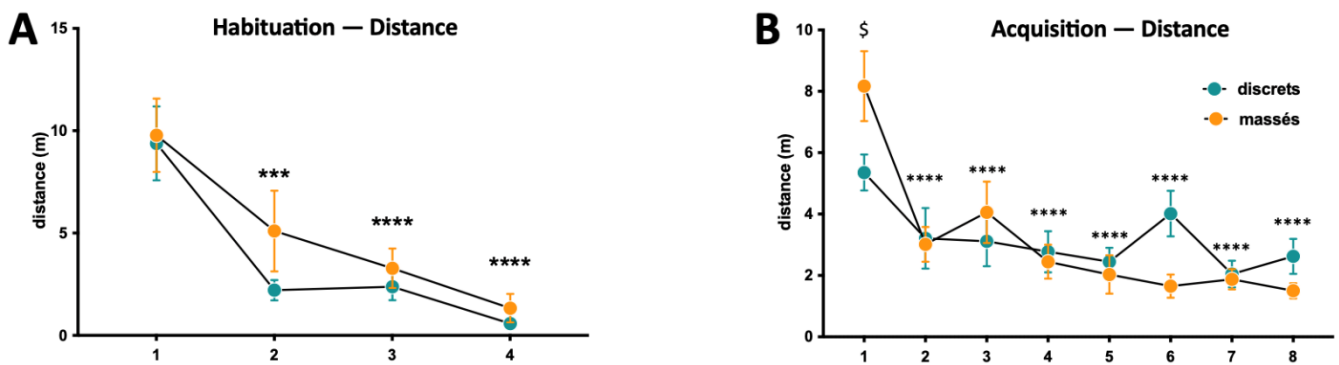 A
Habituation — Distance
15
10
5
0
distance (m)
***
****
****
1 2 3 4
B
Acquisition — Distance
10
8
6
4
2
0
distance (m)
$
discrets
massés
**** **** **** **** **** **** ****
1 2 3 4 5 6 7 8